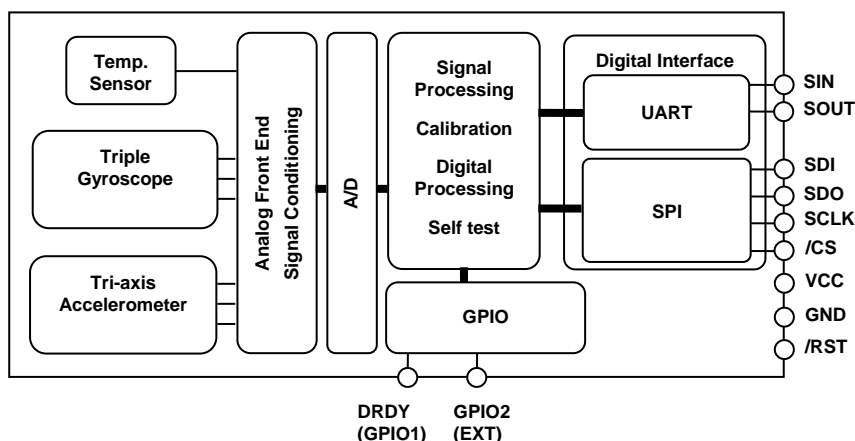 Temp.
Sensor
Triple
Gyroscope
Tri-axis
Accelerometer
Analog Front End
Signal Conditioning
A/D
Signal
Processing
Calibration
Digital
Processing
Self test
GPIO
Digital Interface
UART
SPI
SIN
SOUT
SDI
SDO
SCLK
/CS
VCC
GND
/RST
DRDY
(GPIO1)
GPIO2
(EXT)